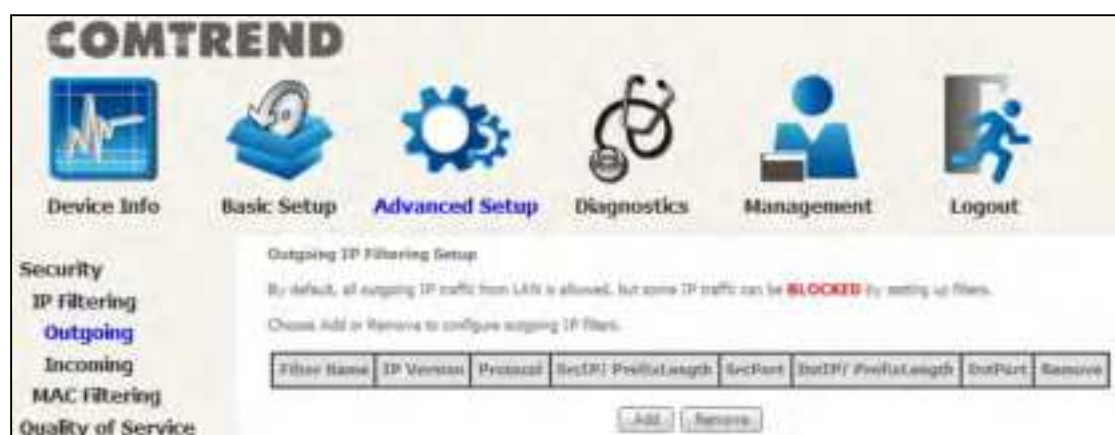 COMTREND
Device Info Basic Setup Advanced Setup Diagnostics Management Logout
Security
IP Filtering
Outgoing
Incoming
MAC Filtering
Quality of Service
Outgoing IP Filtering Setup
By default, all outgoing IP traffic from LAN is allowed, but some IP traffic can be BLOCKED by setting up filters.
Choose Add or Remove to configure outgoing IP filters.
Filter Name IP Version Protocol SrcIP/ PrefixLength SrcPort DstIP/ PrefixLength DstPort Remove
Add Remove